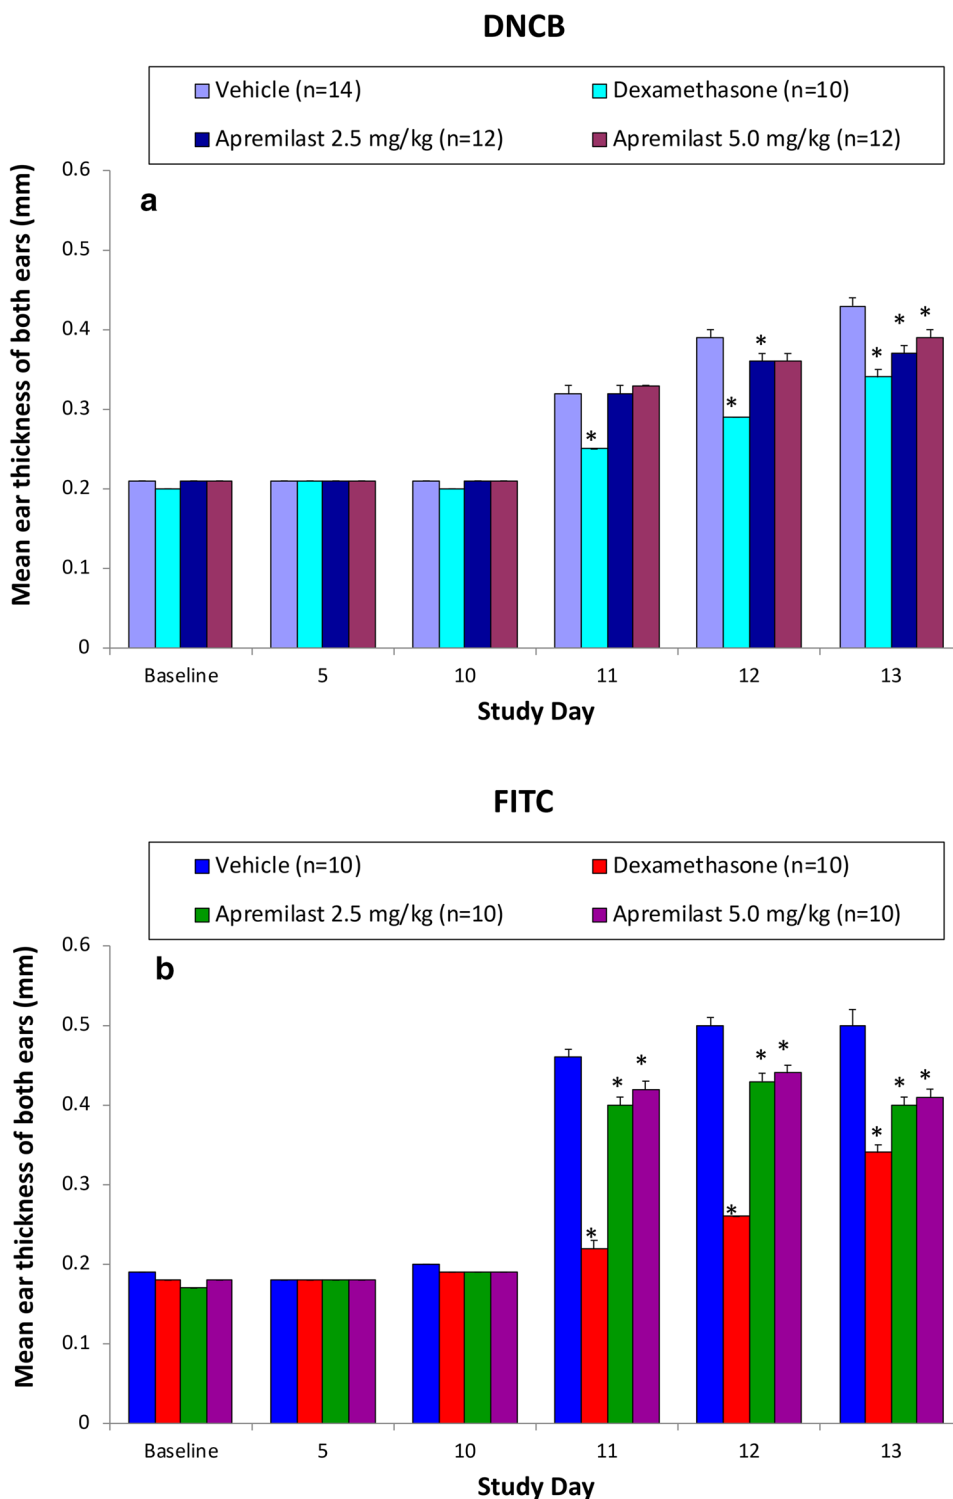 DNCB
Vehicle (n=14)
Dexamethasone (n=10)
Apremilast 2.5 mg/kg (n=12)
Apremilast 5.0 mg/kg (n=12)
Mean ear thickness of both ears (mm)
a
0.6
0.5
0.4
0.3
0.2
0.1
0
* * * * * *
Baseline 5 10 11 12 13
Study Day
FITC
Vehicle (n=10)
Dexamethasone (n=10)
Apremilast 2.5 mg/kg (n=10)
Apremilast 5.0 mg/kg (n=10)
Mean ear thickness of both ears (mm)
b
0.6
0.5
0.4
0.3
0.2
0.1
0
* * * * * * * * *
Baseline 5 10 11 12 13
Study Day